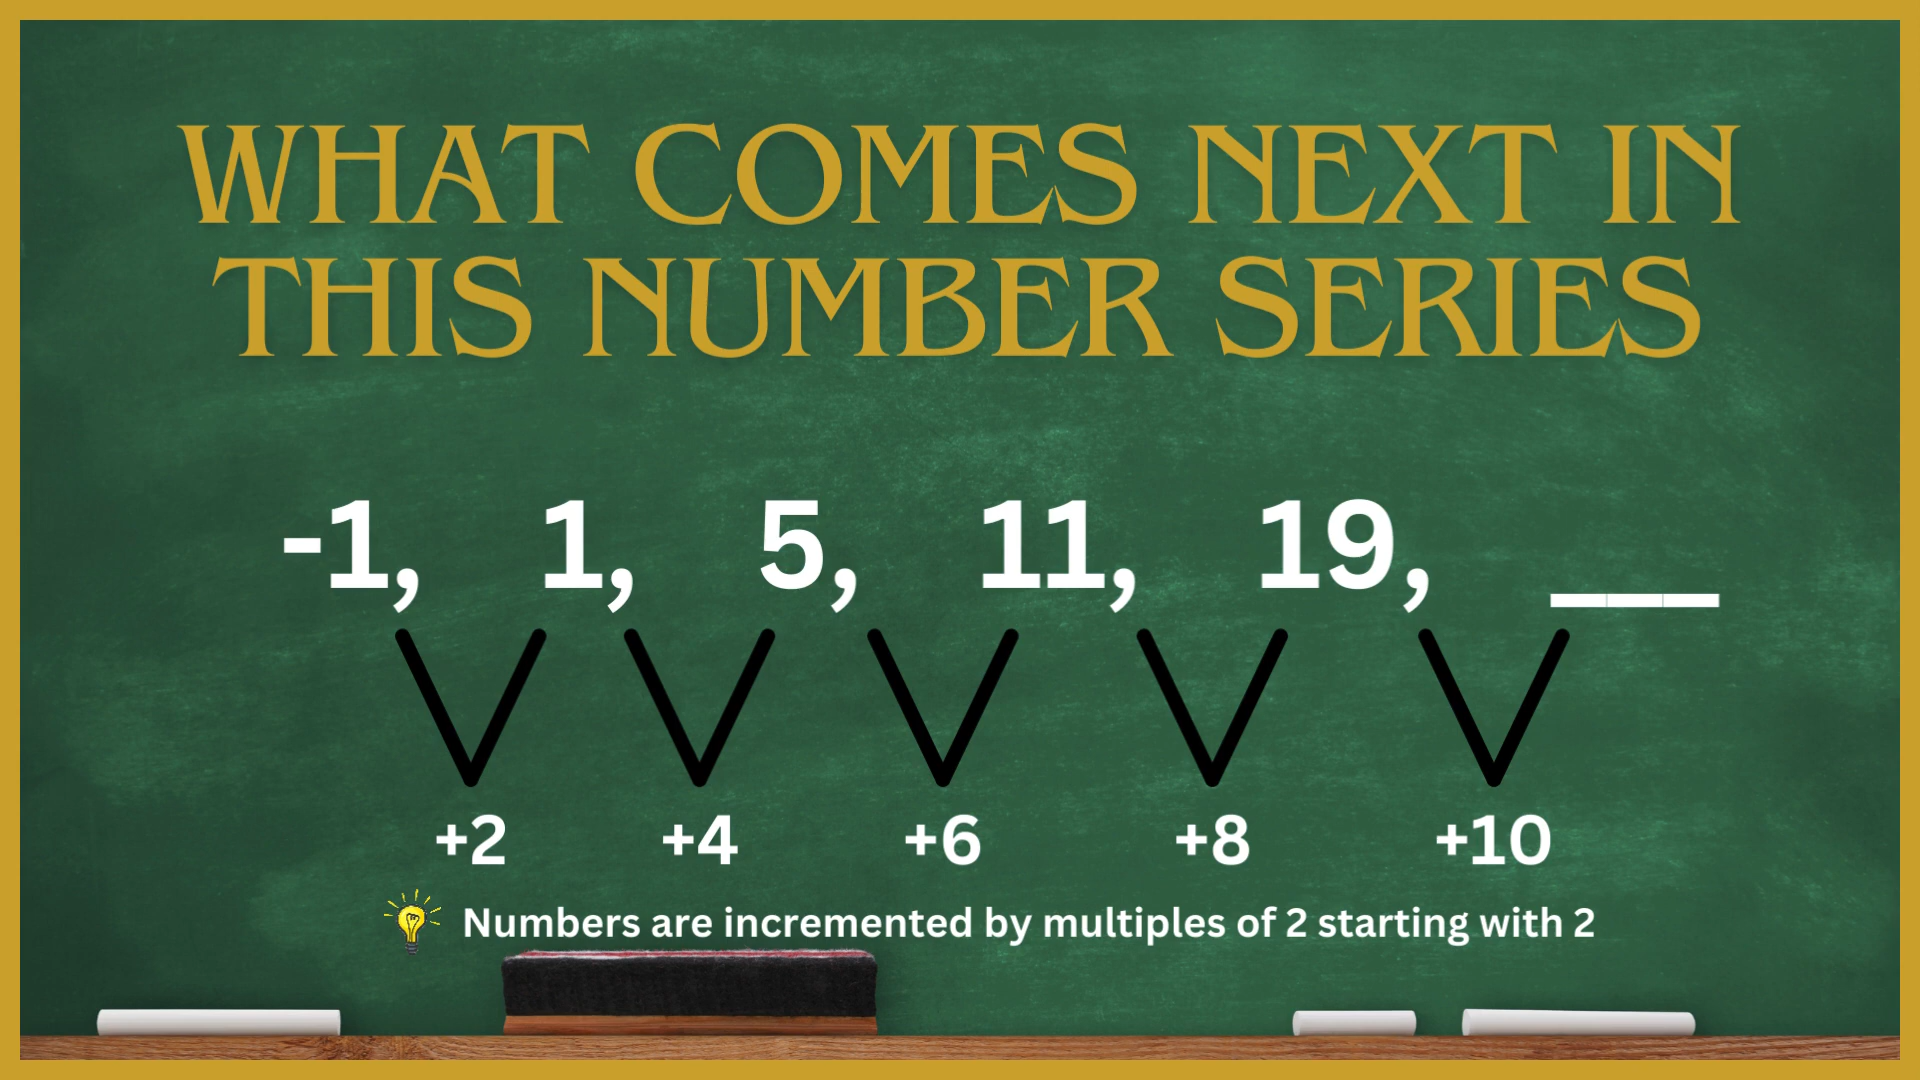 WHAT COMES NEXT IN
THIS NUMBER SERIES
-1, 1, 5, 11, 19, ___
+2 +4 +6 +8 +10
Numbers are incremented by multiples of 2 starting with 2